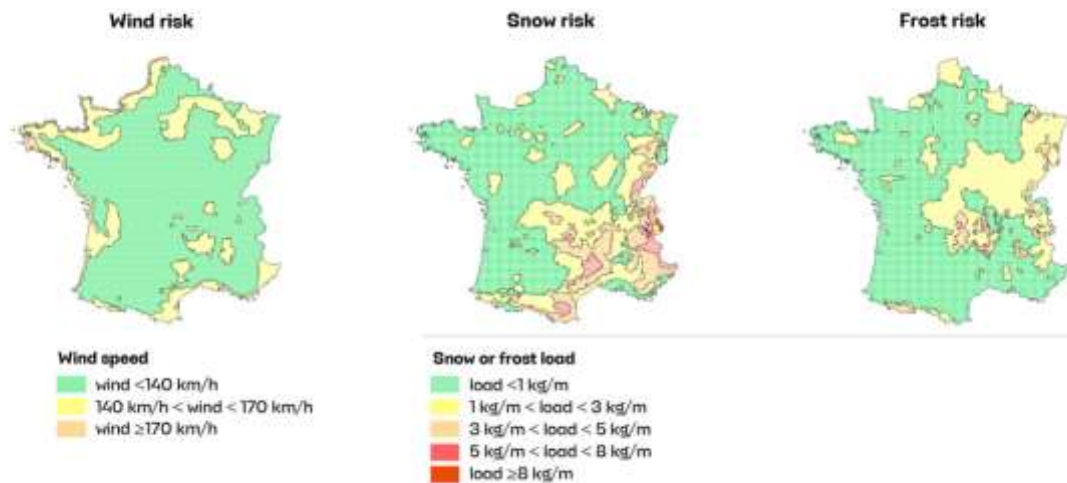 Wind risk
Snow risk
Frost risk
Wind speed
wind <140 km/h
140 km/h < wind < 170 km/h
wind ≥170 km/h
Snow or frost load
load <1 kg/m
1 kg/m < load < 3 kg/m
3 kg/m < load < 5 kg/m
5 kg/m < load < 8 kg/m
load ≥8 kg/m